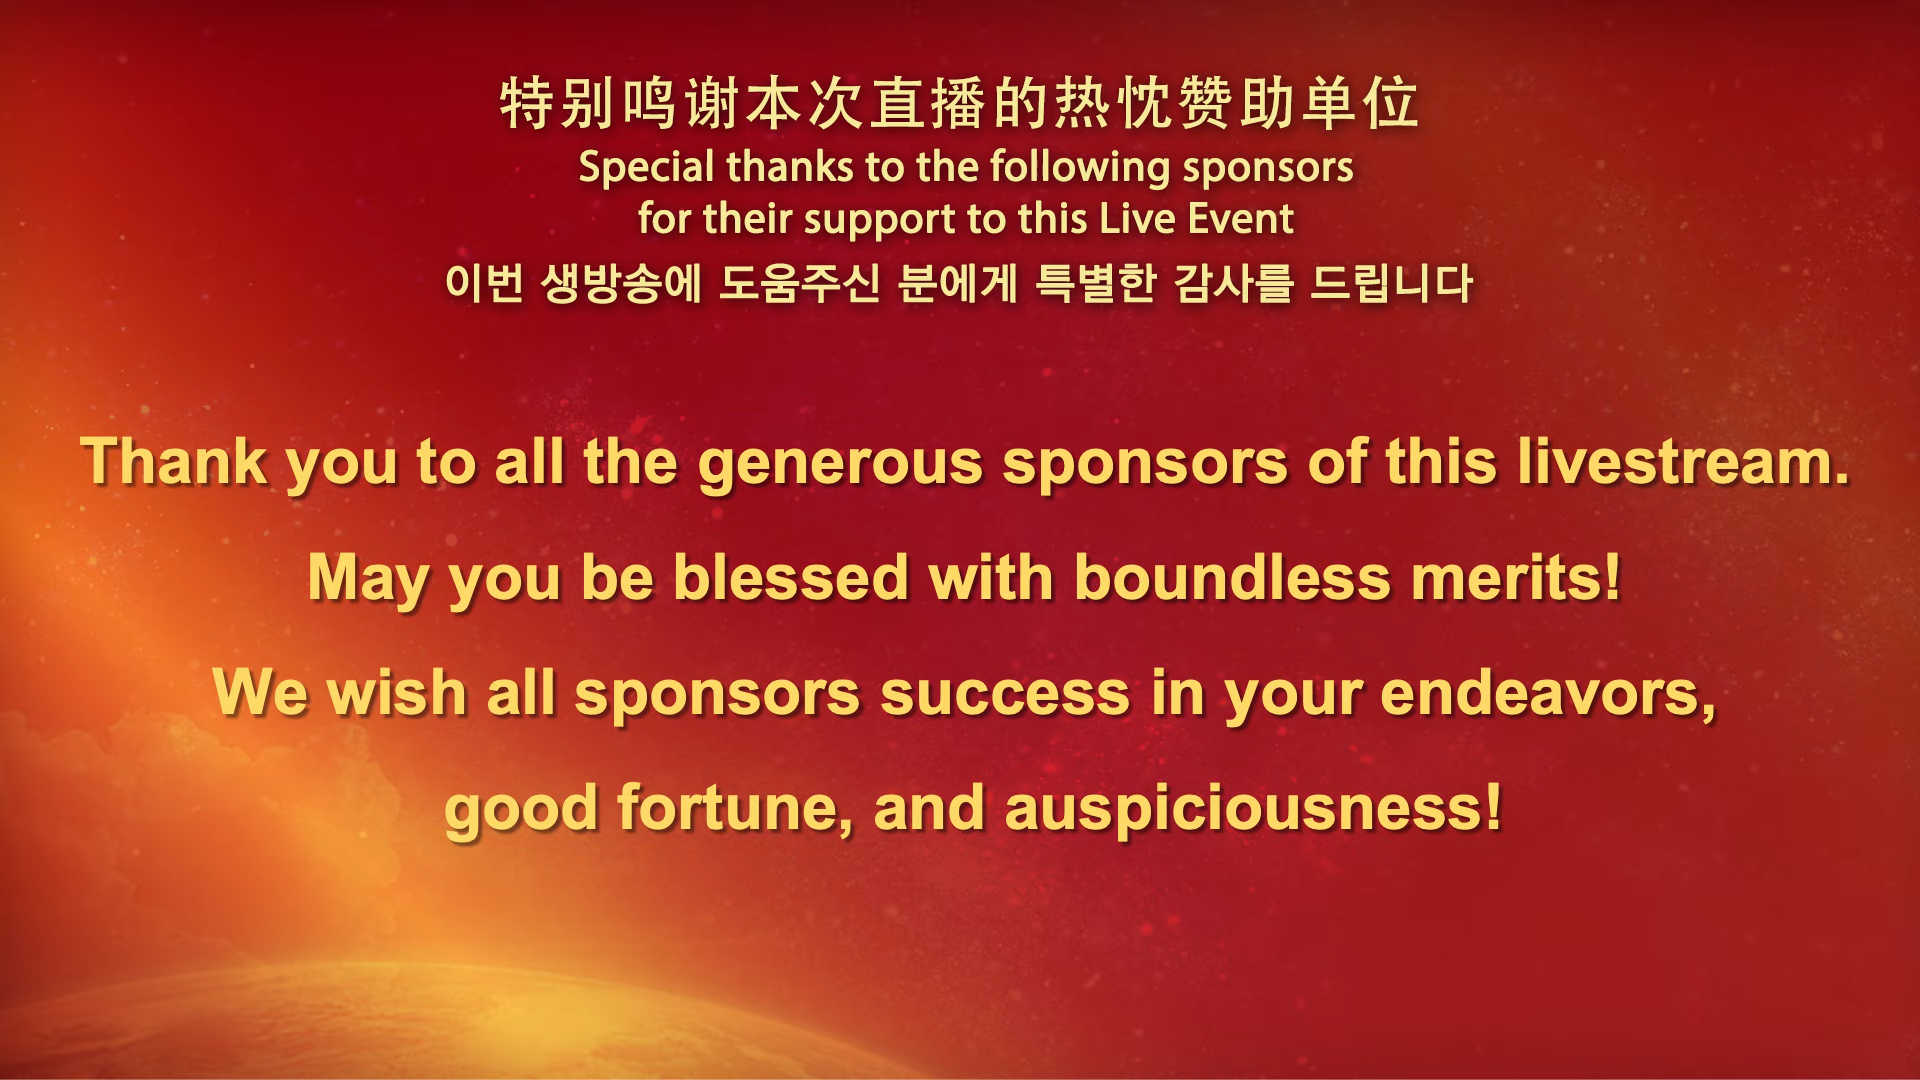 特别鸣谢本次直播的热忱赞助单位
Special thanks to the following sponsors
for their support to this Live Event
이번 생방송에 도움주신 분에게 특별한 감사를 드립니다
Thank you to all the generous sponsors of this livestream.
May you be blessed with boundless merits!
We wish all sponsors success in your endeavors,
good fortune, and auspiciousness!